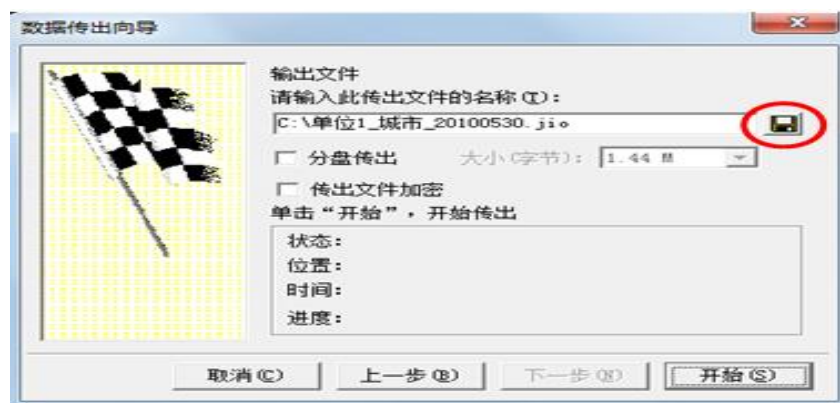 数据传出向导
输出文件
请输入此传出文件的名称(T):
C:\单位1_城市_20100530.jio
分盘传出 大小(字节): 1.44 M
传出文件加密
单击“开始”，开始传出
状态:
位置:
时间:
进度:
取消(C) 上一步(B) 下一步(N) 开始(S)